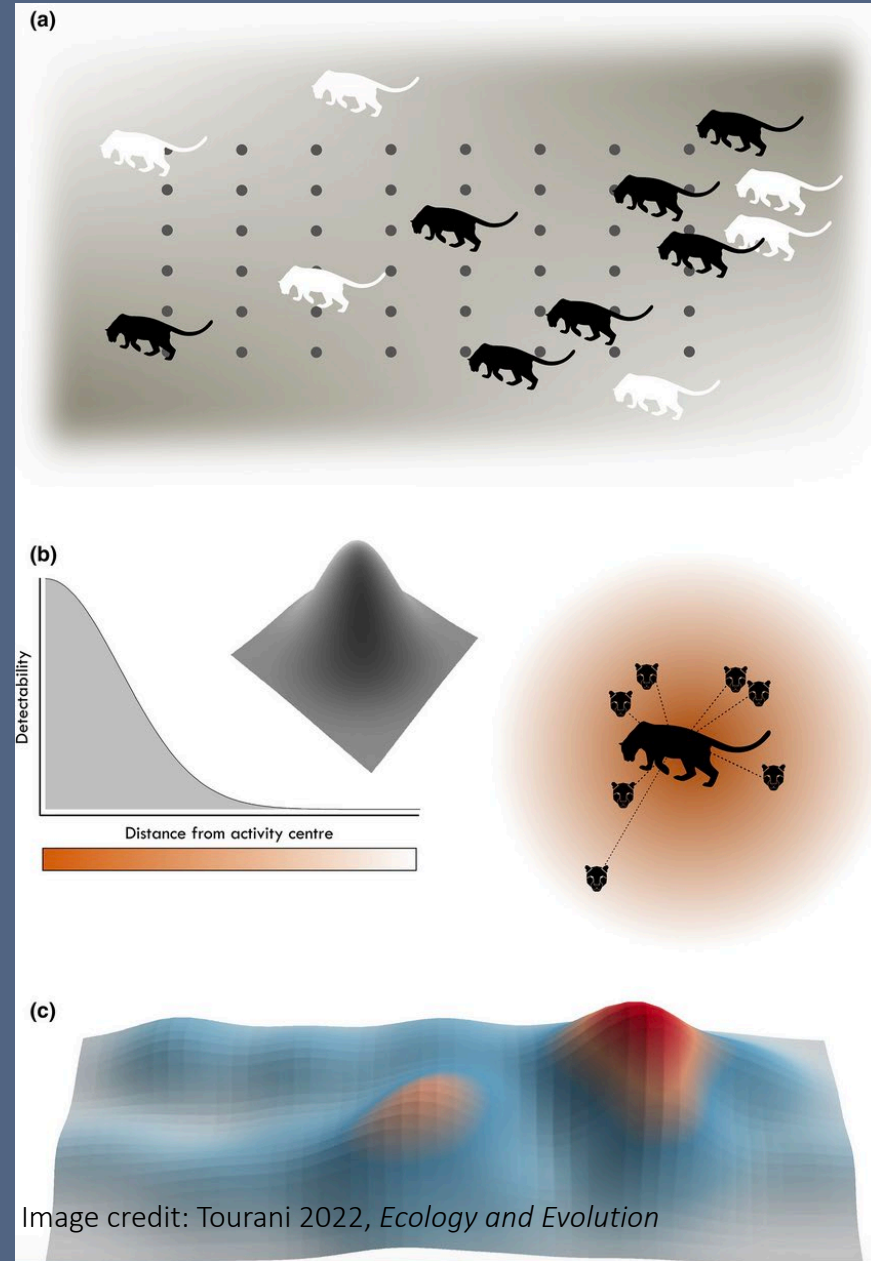 (a)
(b)
Detectability
Distance from activity centre
(c)
Image credit: Tourani 2022, Ecology and Evolution